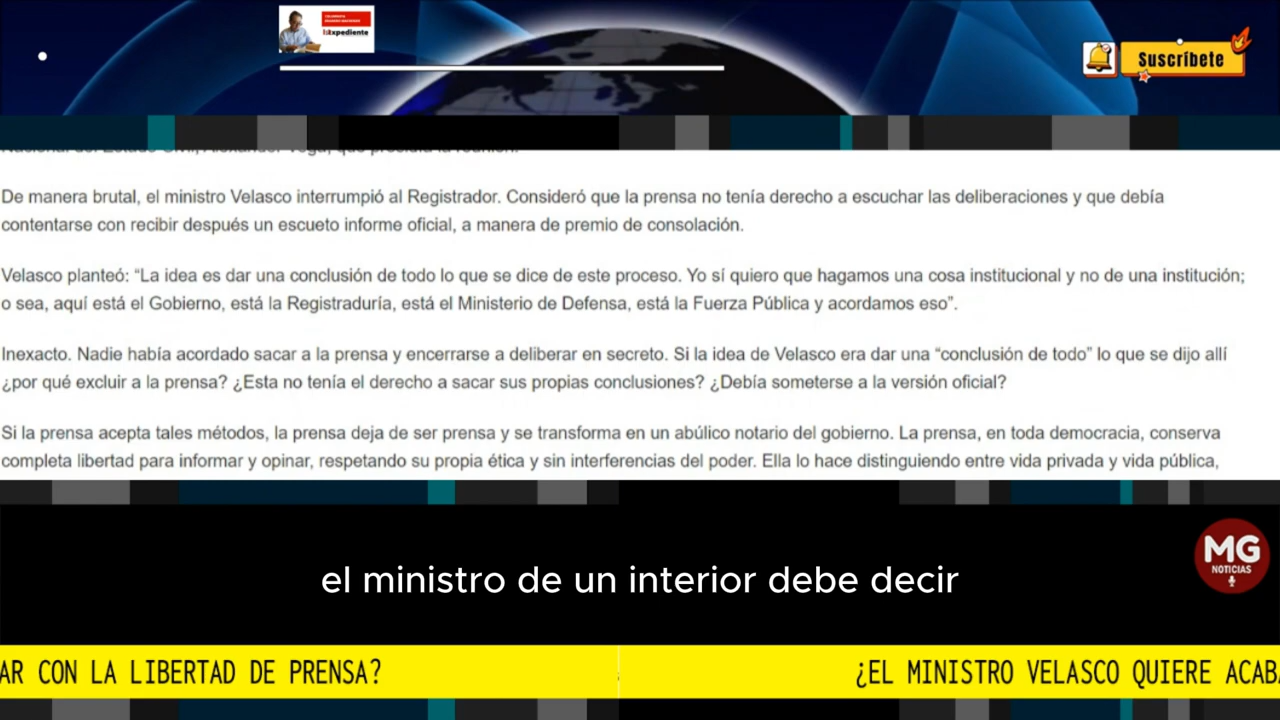 IsExpediente
Suscríbete
De manera brutal, el ministro Velasco interrumpió al Registrador. Consideró que la prensa no tenía derecho a escuchar las deliberaciones y que debía
contentarse con recibir después un escueto informe oficial, a manera de premio de consolación.
Velasco planteó: “La idea es dar una conclusión de todo lo que se dice de este proceso. Yo sí quiero que hagamos una cosa institucional y no de una institución;
o sea, aquí está el Gobierno, está la Registraduría, está el Ministerio de Defensa, está la Fuerza Pública y acordamos eso”.
Inexacto. Nadie había acordado sacar a la prensa y encerrarse a deliberar en secreto. Si la idea de Velasco era dar una “conclusión de todo” lo que se dijo allí
¿por qué excluir a la prensa? ¿Esta no tenía el derecho a sacar sus propias conclusiones? ¿Debía someterse a la versión oficial?
Si la prensa acepta tales métodos, la prensa deja de ser prensa y se transforma en un abúlico notario del gobierno. La prensa, en toda democracia, conserva
completa libertad para informar y opinar, respetando su propia ética y sin interferencias del poder. Ella lo hace distinguiendo entre vida privada y vida pública,
MG
NOTICIAS
el ministro de un interior debe decir
AR CON LA LIBERTAD DE PRENSA? ¿EL MINISTRO VELASCO QUIERE ACAB